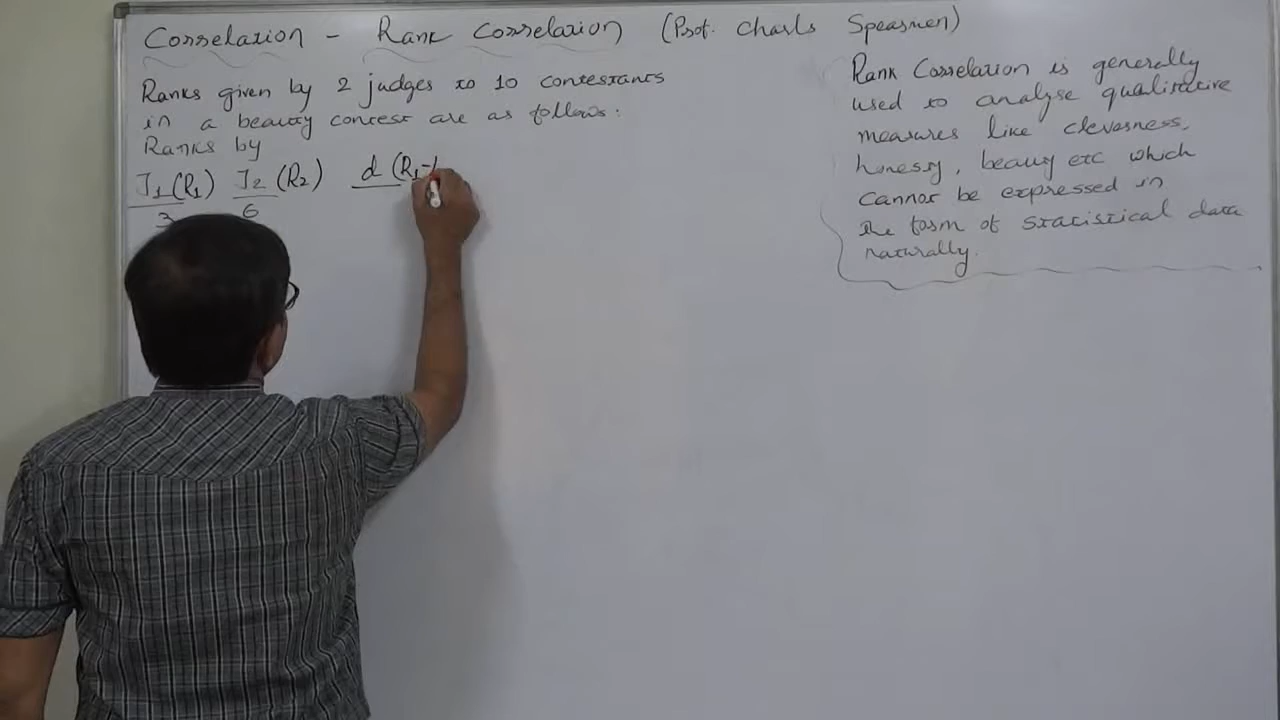 Correlation - Rank Correlation (Prof. Charls Spearmen)
Ranks given by 2 judges to 10 contestants
in a beauty contest are as follows:
Ranks by
J1 (R1) J2 (R2) d (R1-
3 6
Rank Correlation is generally
used to analyse qualitative
measures like cleverness,
honesty, beauty etc which
cannot be expressed in
the form of statistical data
naturally.